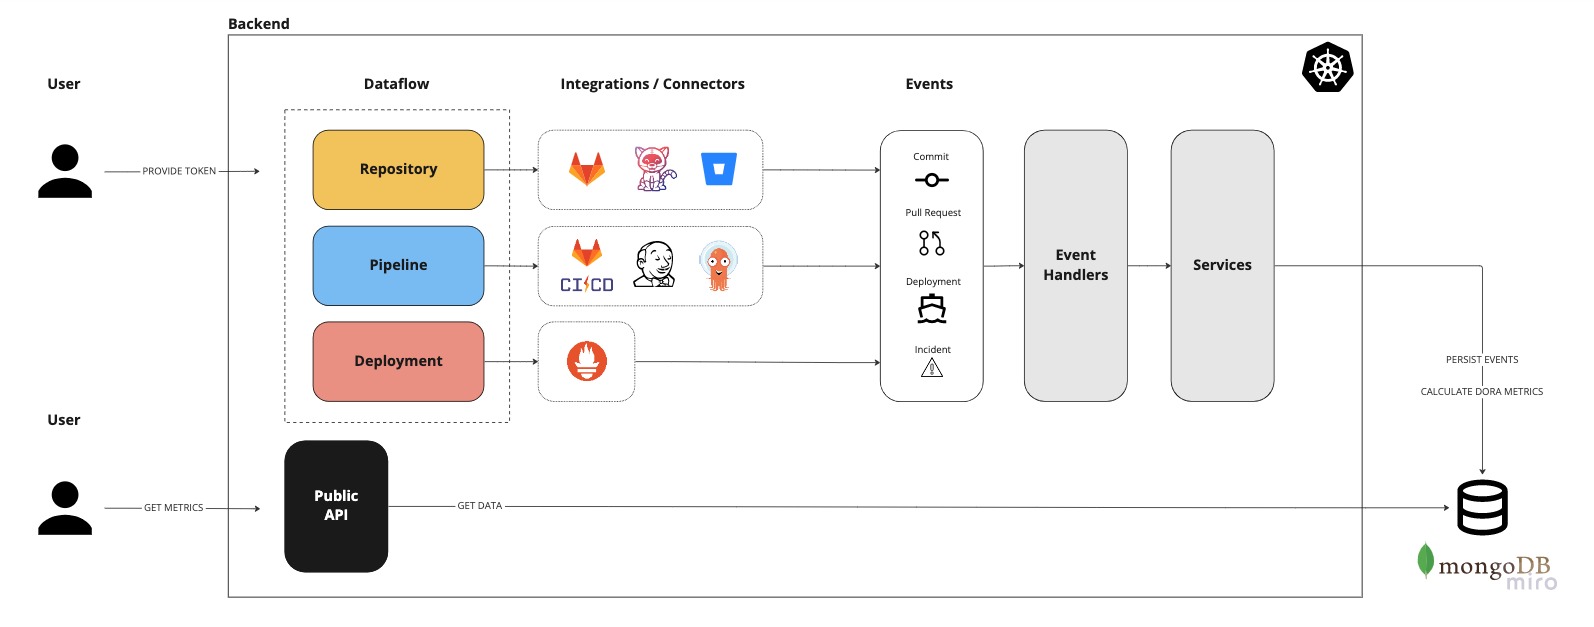 Backend
User
Dataflow
Integrations / Connectors
Events
PROVIDE TOKEN
Repository
Commit
Pull Request
Pipeline
CI CD
Deployment
Incident
Event
Handlers
Services
Deployment
PERSIST EVENTS
CALCULATE DORA METRICS
User
GET METRICS
Public
API
GET DATA
mongoDB
miro